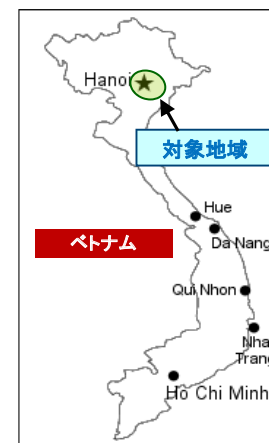 Hanoi
対象地域
Hue
Da Nang
ベトナム
Qui Nhon
Nha
Trang
Ho Chi Minh